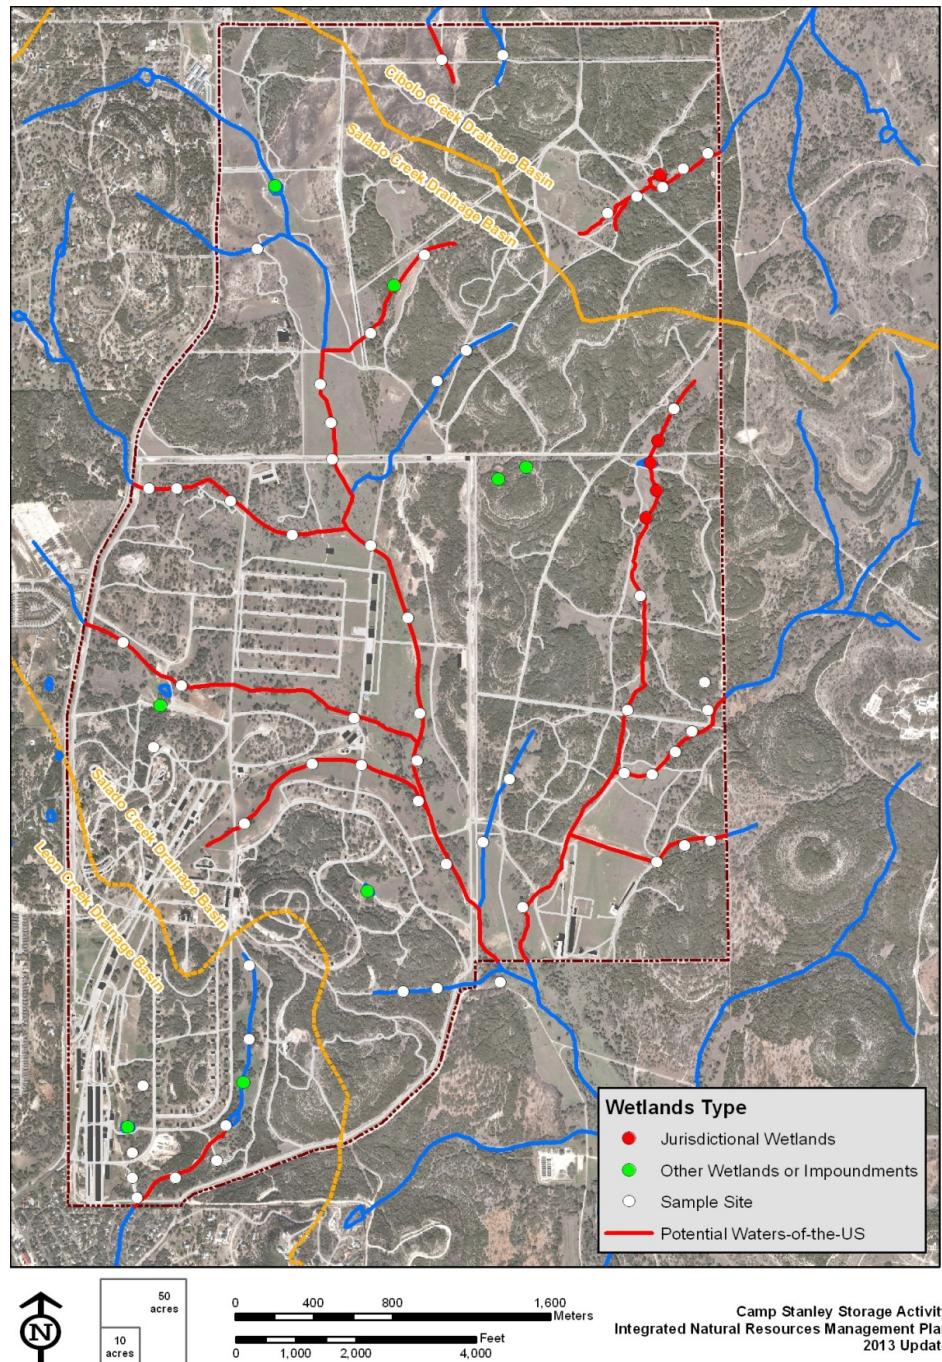 Cibolo Creek Drainage Basin
Salado Creek Drainage Basin
Salado Creek Drainage Basin
Leon Creek Drainage Basin
Wetlands Type
Jurisdictional Wetlands
Other Wetlands or Impoundments
Sample Site
Potential Waters-of-the-US
N
50
acres
10
acres
0 400 800 1,600
Meters
Feet
0 1,000 2,000 4,000
Camp Stanley Storage Activit
Integrated Natural Resources Management Pla
2013 Updat